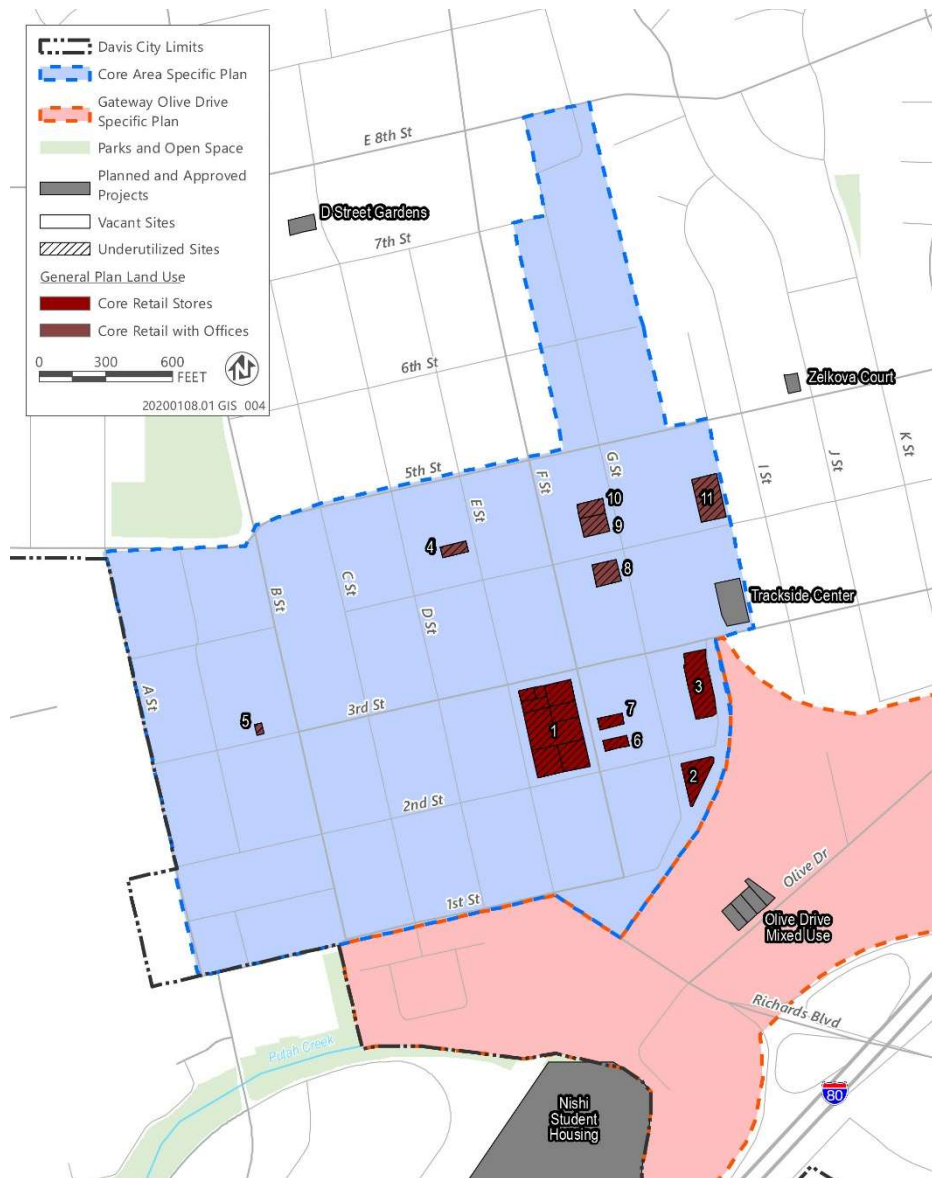 Davis City Limits
Core Area Specific Plan
Gateway Olive Drive
Specific Plan
Parks and Open Space
Planned and Approved
Projects
Vacant Sites
Underutilized Sites
General Plan Land Use
Core Retail Stores
Core Retail with Offices
0 300 600
FEET
N
20200108.01 GIS 004
E 8th St
D Street Gardens
7th St
6th St
Zelkova Court
5th St
E St
F St
G St
I St
J St
K St
10
11
9
4
8
B St
C St
D St
Trackside Center
A St
3rd St
5
1
7
3
6
2
2nd St
1st St
Olive Dr
Olive Drive
Mixed Use
Richards Blvd
Putah Creek
80
Nishi
Student
Housing